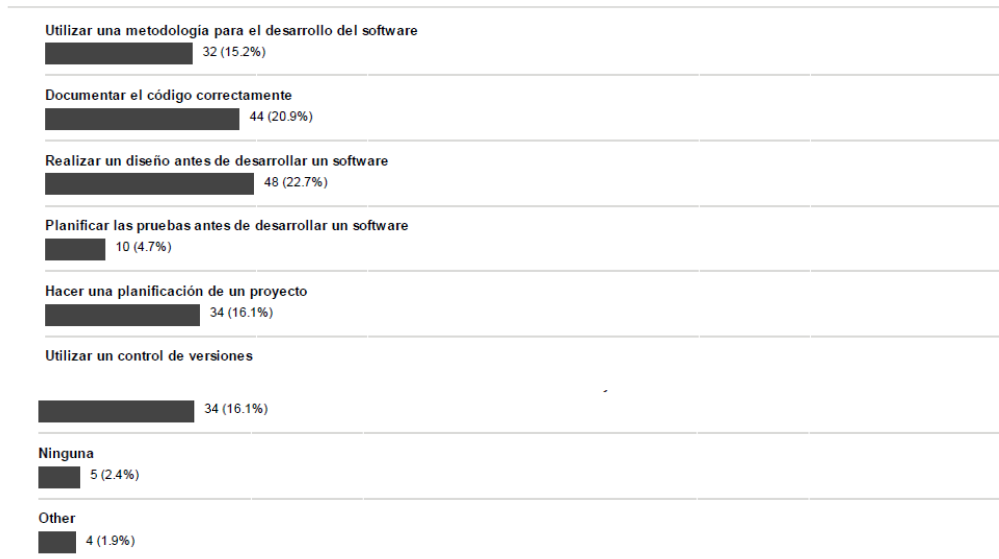 Utilizar una metodología para el desarrollo del software
32 (15.2%)
Documentar el código correctamente
44 (20.9%)
Realizar un diseño antes de desarrollar un software
48 (22.7%)
Planificar las pruebas antes de desarrollar un software
10 (4.7%)
Hacer una planificación de un proyecto
34 (16.1%)
Utilizar un control de versiones
34 (16.1%)
Ninguna
5 (2.4%)
Other
4 (1.9%)